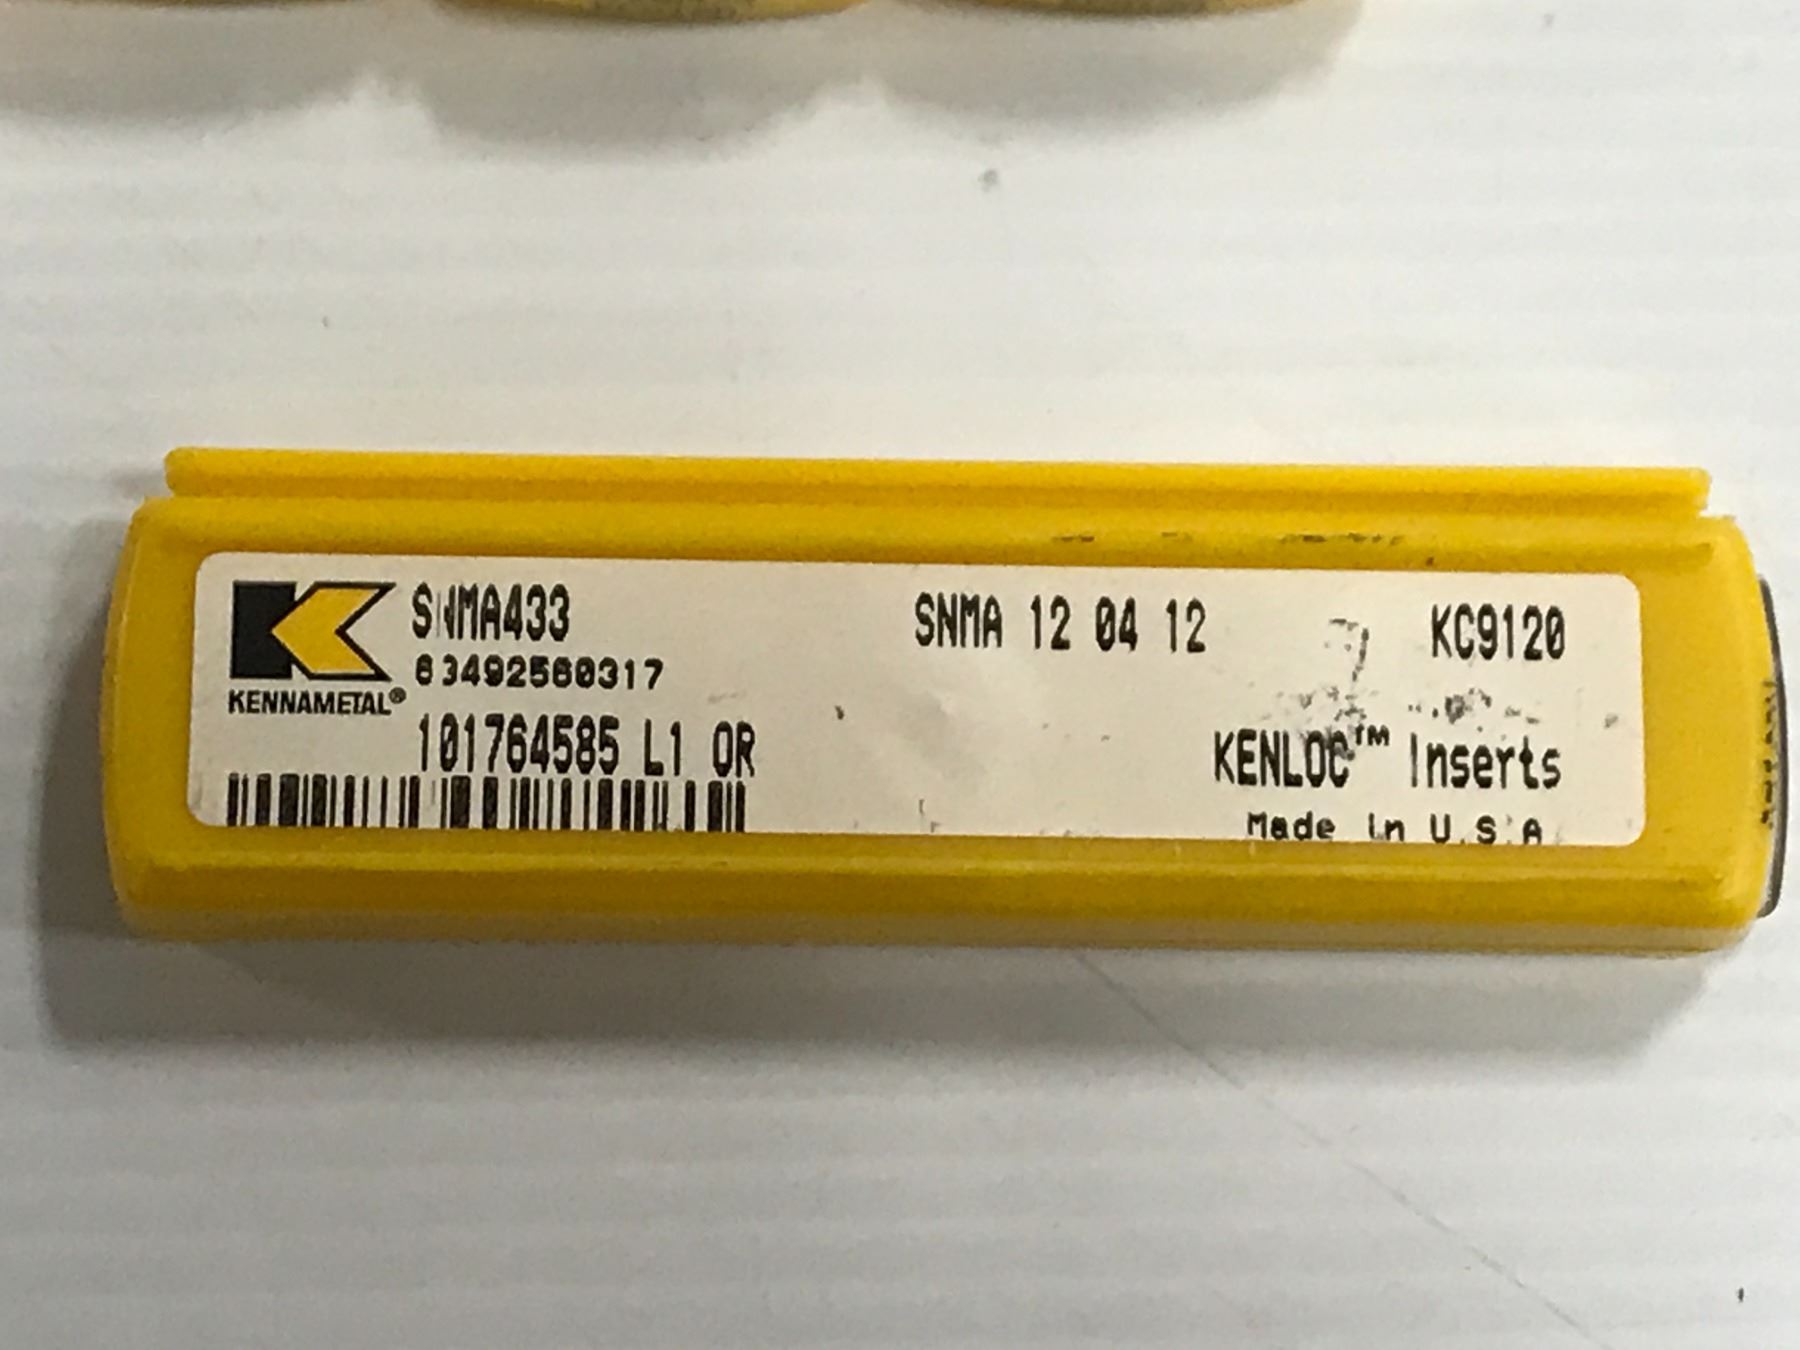 SNMA433
SNMA 12 04 12
KC9120
63492560317
KENNAMETAL®
101764585 L1 OR
KENLOC™ Inserts
Made in U.S.A